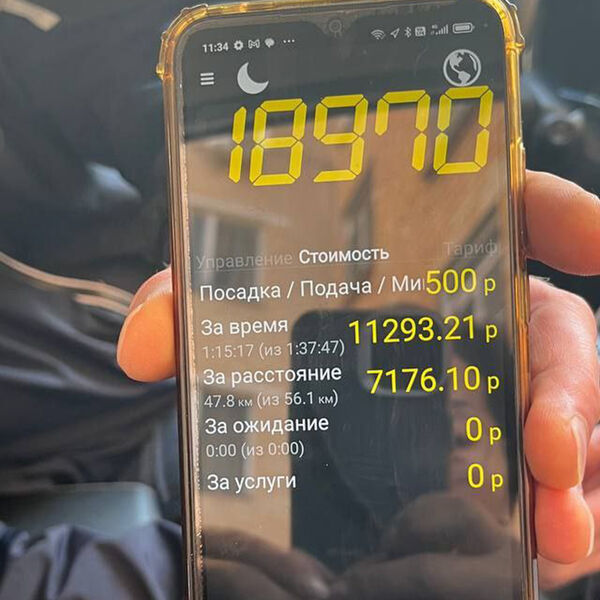 11:34
4G
18970
Управление Стоимость Тариф
Посадка / Подача / Ми 500 р
За время 11293.21 р
1:15:17 (из 1:37:47)
За расстояние 7176.10 р
47.8 км (из 56.1 км)
За ожидание 0 р
0:00 (из 0:00)
За услуги 0 р